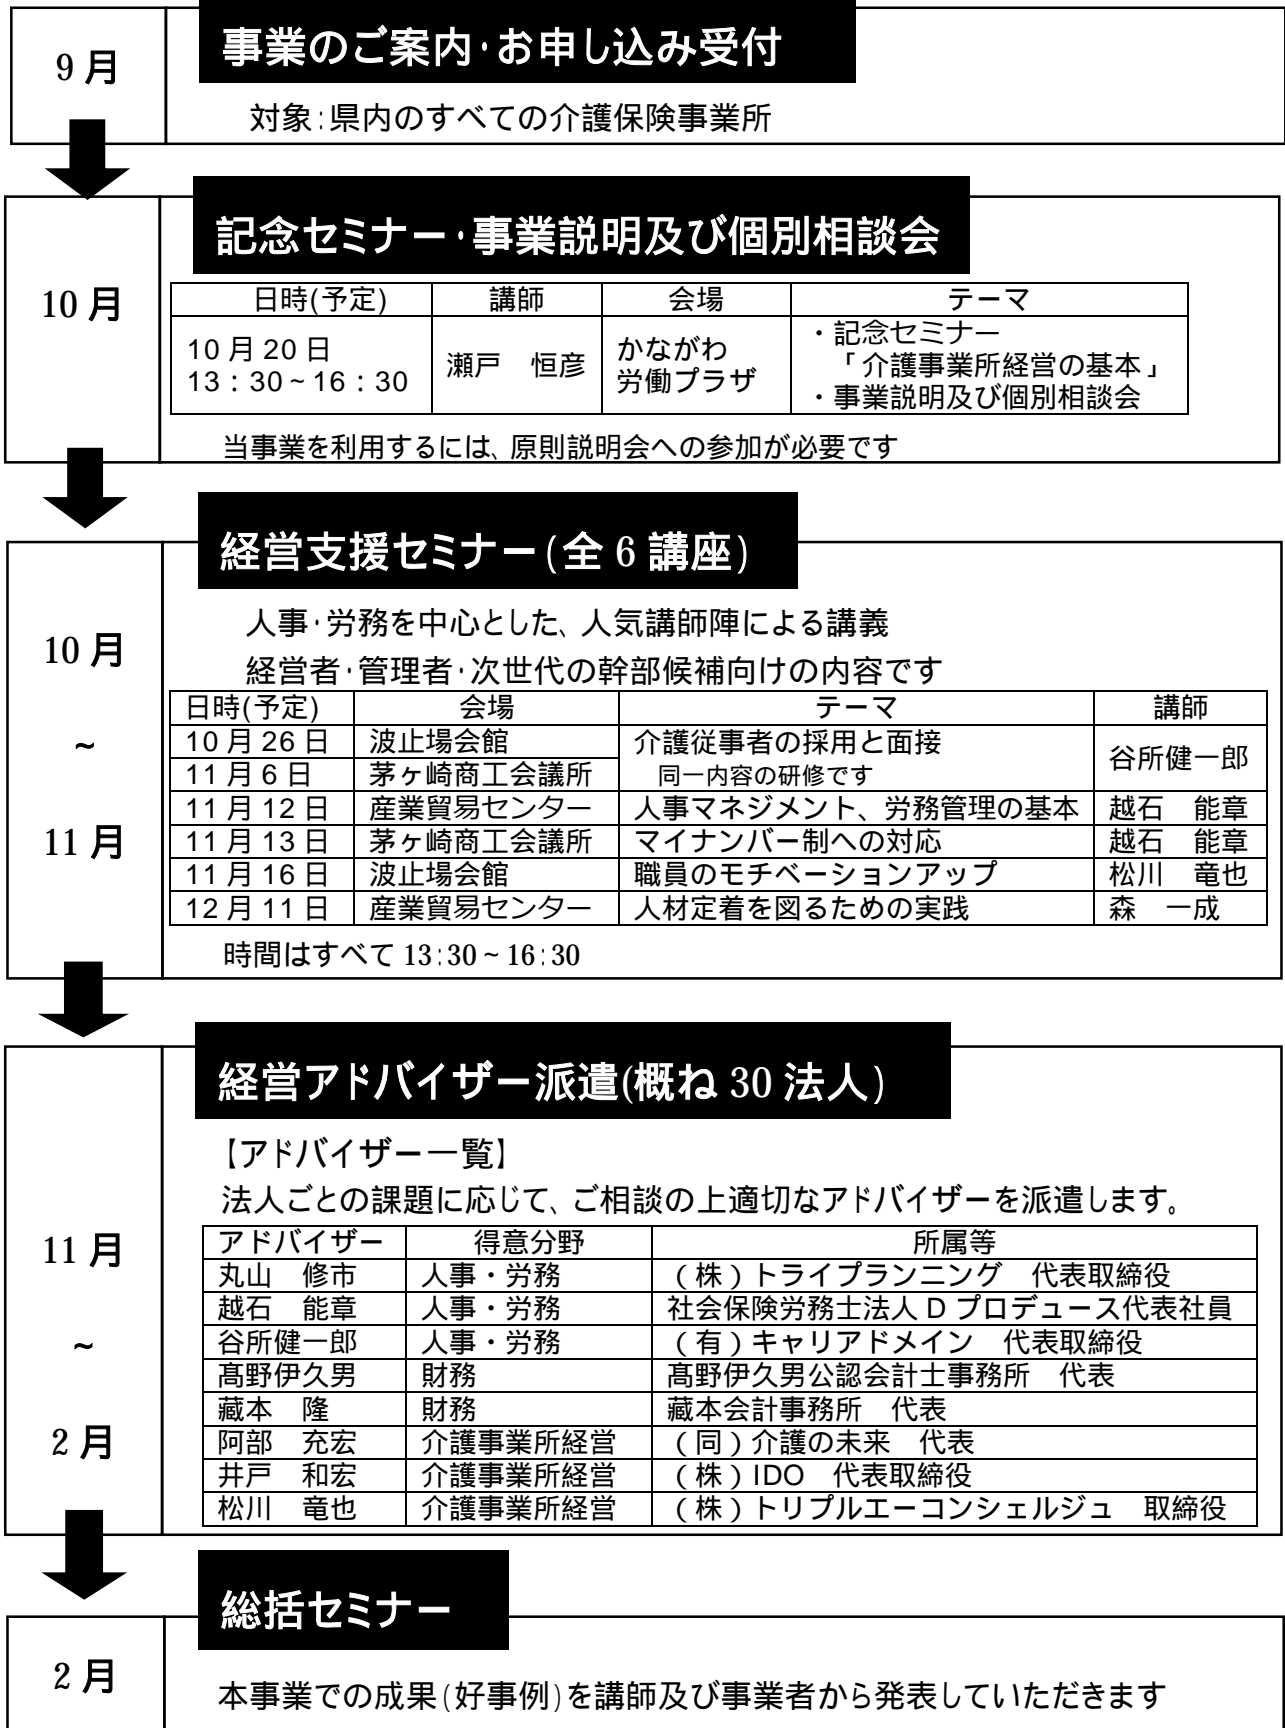 9月
事業のご案内・お申し込み受付
対象:県内のすべての介護保険事業所
10月
記念セミナー・事業説明及び個別相談会
日時(予定) 講師 会場 テーマ
10月20日 13:30~16:30 瀬戸 恒彦 かながわ 労働プラザ ・記念セミナー
「介護事業所経営の基本」
・事業説明及び個別相談会
当事業を利用するには、原則説明会への参加が必要です
経営支援セミナー(全6講座)
10月
~
11月
人事・労務を中心とした、人気講師陣による講義
経営者・管理者・次世代の幹部候補向けの内容です
日時(予定) 会場 テーマ 講師
10月26日 波止場会館 介護従事者の採用と面接 谷所健一郎
11月6日 茅ヶ崎商工会議所 同一内容の研修です
11月12日 産業貿易センター 人事マネジメント、労務管理の基本 越石 能章
11月13日 茅ヶ崎商工会議所 マイナンバー制への対応 越石 能章
11月16日 波止場会館 職員のモチベーションアップ 松川 竜也
12月11日 産業貿易センター 人材定着を図るための実践 森 一成
時間はすべて13:30~16:30
経営アドバイザー派遣(概ね30法人)
11月
~
2月
【アドバイザー一覧】
法人ごとの課題に応じて、ご相談の上適切なアドバイザーを派遣します。
アドバイザー 得意分野 所属等
丸山 修市 人事・労務 (株)トライプランニング 代表取締役
越石 能章 人事・労務 社会保険労務士法人Dプロデュース代表社員
谷所健一郎 人事・労務 (有)キャリアドメイン 代表取締役
髙野伊久男 財務 髙野伊久男公認会計士事務所 代表
藏本 隆 財務 藏本会計事務所 代表
阿部 充宏 介護事業所経営 (同)介護の未来 代表
井戸 和宏 介護事業所経営 (株)IDO 代表取締役
松川 竜也 介護事業所経営 (株)トリプルエーコンシェルジュ 取締役
総括セミナー
2月
本事業での成果(好事例)を講師及び事業者から発表していただきます